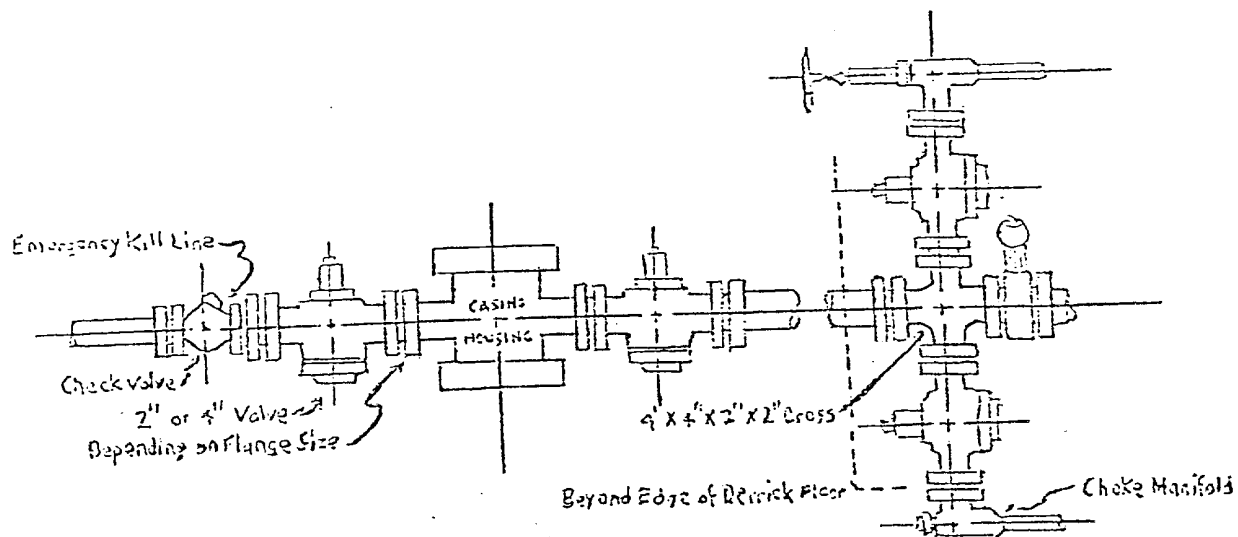 Emergency Kill Line
CASING
HOUSING
Check Valve
2" or 4" Valve
Depending on Flange Size
4" X 4" X 2" X 2" Cross
Beyond Edge of Derrick Floor
Choke Manifold